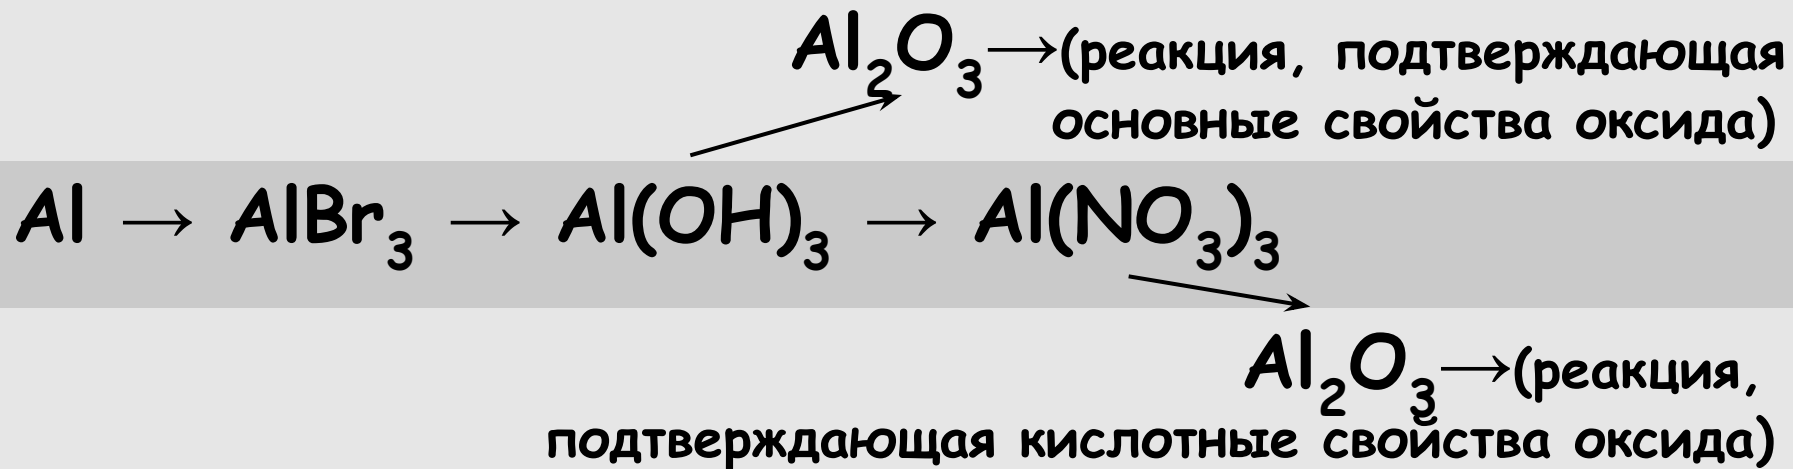 Al₂O₃→(реакция, подтверждающая
основные свойства оксида)
Al → AlBr₃ → Al(OH)₃ → Al(NO₃)₃
Al₂O₃→(реакция,
подтверждающая кислотные свойства оксида)